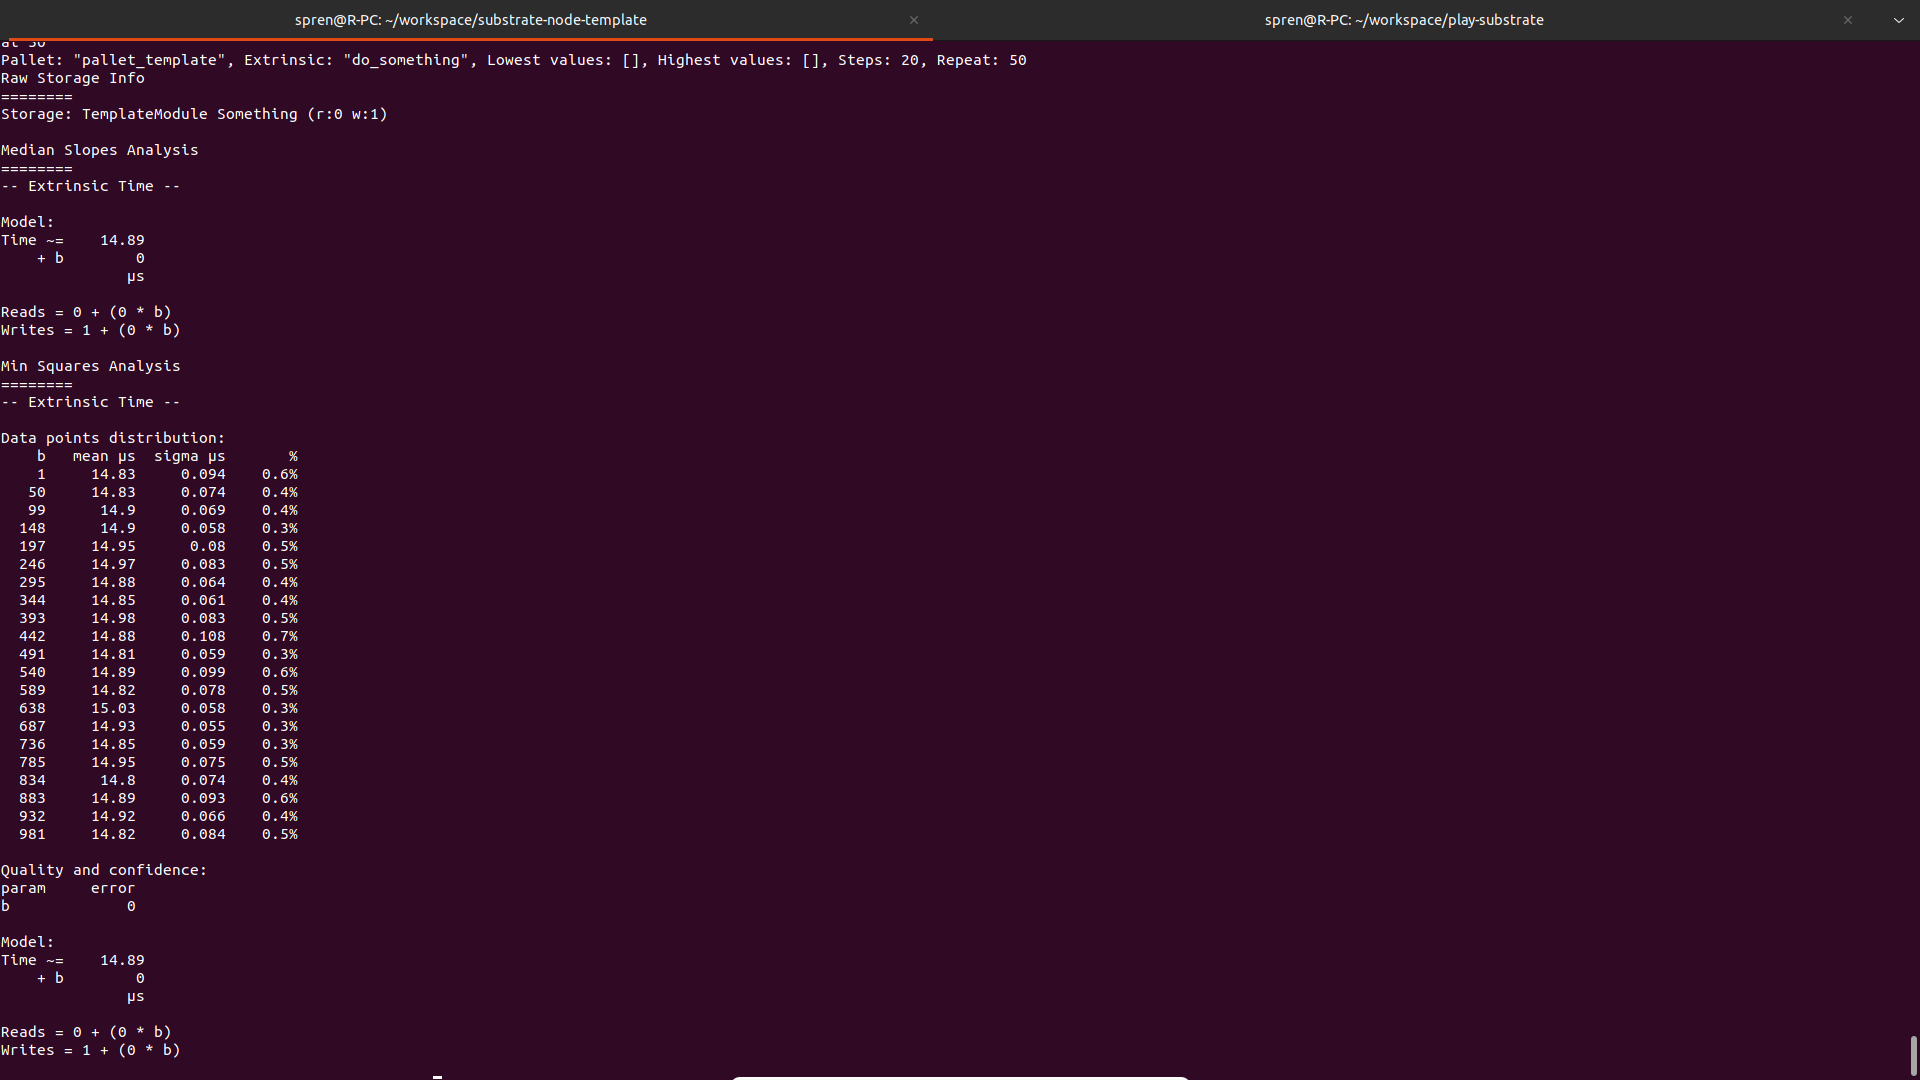 spren@R-PC: ~/workspace/substrate-node-template × spren@R-PC: ~/workspace/play-substrate ×
at 50
Pallet: "pallet_template", Extrinsic: "do_something", Lowest values: [], Highest values: [], Steps: 20, Repeat: 50
Raw Storage Info
========
Storage: TemplateModule Something (r:0 w:1)

Median Slopes Analysis
========
-- Extrinsic Time --

Model:
Time ~=    14.89
    + b        0
              µs

Reads = 0 + (0 * b)
Writes = 1 + (0 * b)

Min Squares Analysis
========
-- Extrinsic Time --

Data points distribution:
    b   mean µs  sigma µs       %
    1     14.83     0.094    0.6%
   50     14.83     0.074    0.4%
   99      14.9     0.069    0.4%
  148      14.9     0.058    0.3%
  197     14.95      0.08    0.5%
  246     14.97     0.083    0.5%
  295     14.88     0.064    0.4%
  344     14.85     0.061    0.4%
  393     14.98     0.083    0.5%
  442     14.88     0.108    0.7%
  491     14.81     0.059    0.3%
  540     14.89     0.099    0.6%
  589     14.82     0.078    0.5%
  638     15.03     0.058    0.3%
  687     14.93     0.055    0.3%
  736     14.85     0.059    0.3%
  785     14.95     0.075    0.5%
  834      14.8     0.074    0.4%
  883     14.89     0.093    0.6%
  932     14.92     0.066    0.4%
  981     14.82     0.084    0.5%

Quality and confidence:
param     error
b             0

Model:
Time ~=    14.89
    + b        0
              µs

Reads = 0 + (0 * b)
Writes = 1 + (0 * b)